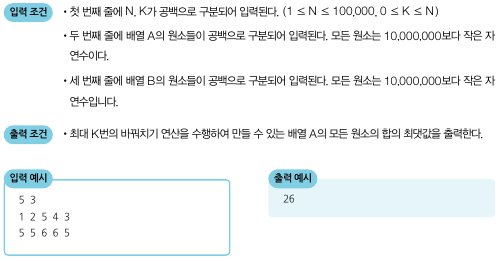 입력 조건
• 첫 번째 줄에 N, K가 공백으로 구분되어 입력된다. (1 ≤ N ≤ 100,000, 0 ≤ K ≤ N)
• 두 번째 줄에 배열 A의 원소들이 공백으로 구분되어 입력된다. 모든 원소는 10,000,000보다 작은 자
연수이다.
• 세 번째 줄에 배열 B의 원소들이 공백으로 구분되어 입력된다. 모든 원소는 10,000,000보다 작은 자
연수입니다.
출력 조건
• 최대 K번의 바꿔치기 연산을 수행하여 만들 수 있는 배열 A의 모든 원소의 합의 최댓값을 출력한다.
입력 예시
5 3
1 2 5 4 3
5 5 6 6 5
출력 예시
26